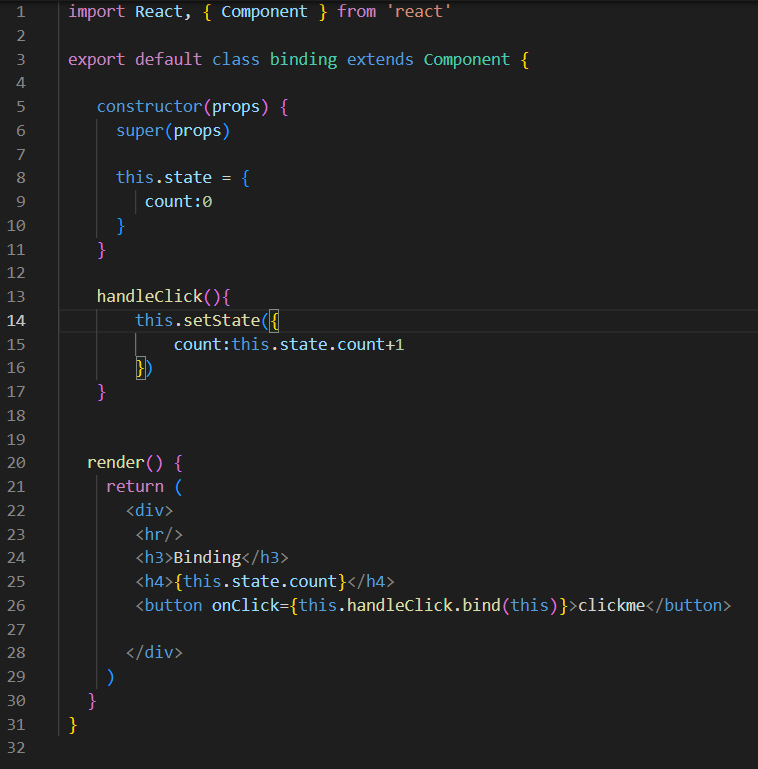 1 import React, { Component } from 'react'
2
3 export default class binding extends Component {
4
5 constructor(props) {
6 super(props)
7
8 this.state = {
9 count:0
10 }
11 }
12
13 handleClick(){
14 this.setState({
15 count:this.state.count+1
16 })
17 }
18
19
20 render() {
21 return (
22 <div>
23 <hr/>
24 <h3>Binding</h3>
25 <h4>{this.state.count}</h4>
26 <button onClick={this.handleClick.bind(this)}>clickme</button>
27
28 </div>
29 )
30 }
31 }
32